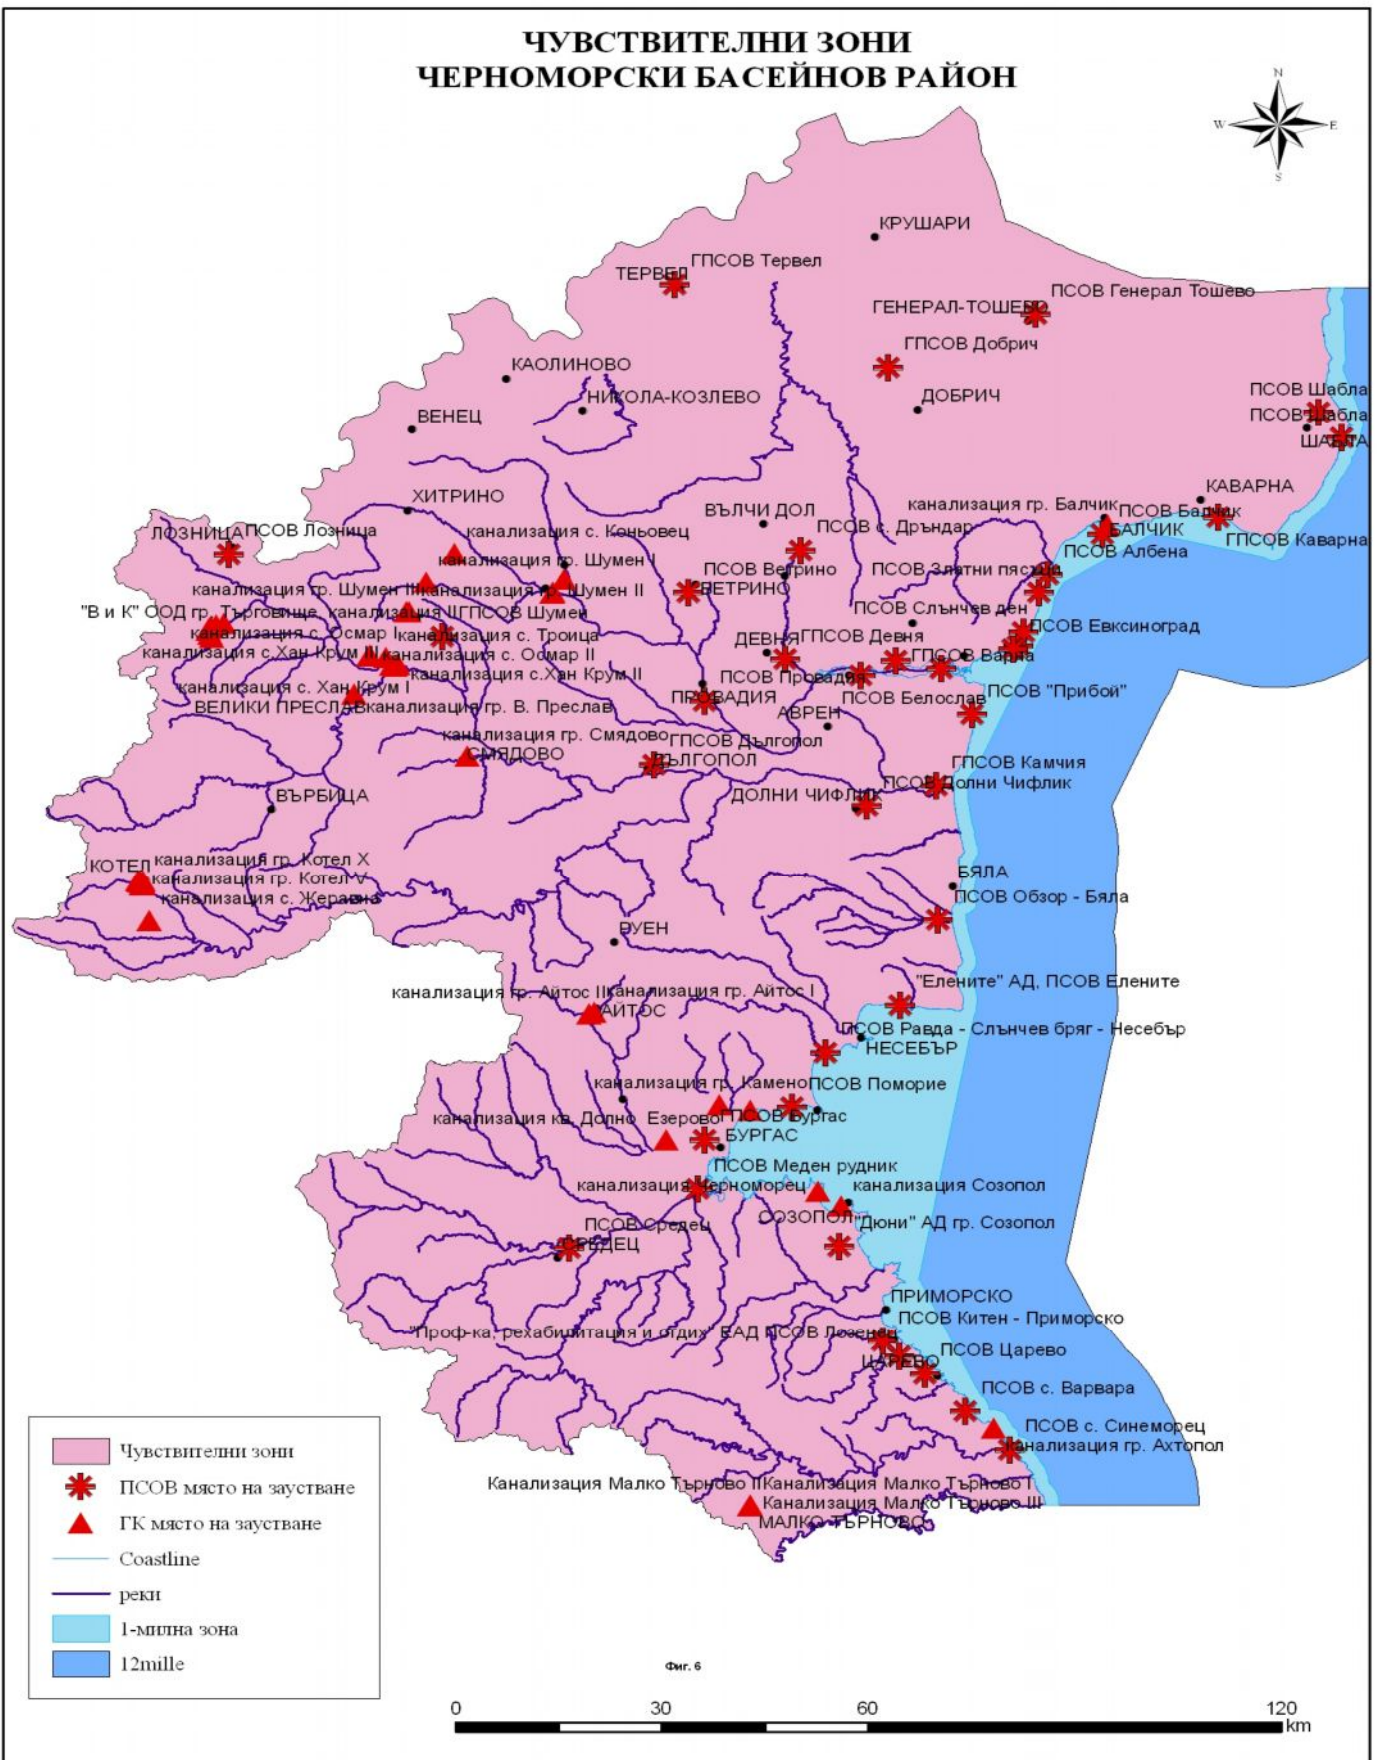 ЧУВСТВИТЕЛНИ ЗОНИ
ЧЕРНОМОРСКИ БАСЕЙНОВ РАЙОН
N
W
E
S
КРУШАРИ
ГПСОВ Тервел
ТЕРВЕЛ
ПСОВ Генерал Тошево
ГЕНЕРАЛ-ТОШЕВО
ГПСОВ Добрич
КАОЛИНОВО
ДОБРИЧ
НИКОЛА-КОЗЛЕВО
ПСОВ Шабла
ВЕНЕЦ
ПСОВ Шабла
ШАБЛА
ХИТРИНО
КАВАРНА
ВЪЛЧИ ДОЛ
канализация гр. Балчик
ПСОВ Балчик
ЛОЗНИЦА
ПСОВ Лозница
канализация с. Коньовец
ПСОВ с. Дръндар
БАЛЧИК
ГПСОВ Каварна
канализация гр. Шумен I
ПСОВ Албена
ПСОВ Ветрино
ПСОВ Златни пясъци
канализация гр. Шумен III
канализация гр. Шумен II
ВЕТРИНО
"В и К" ООД гр. Търговище, канализация II
ГПСОВ Шумен
ПСОВ Слънчев ден
канализация с. Осмар I
канализация с. Троица
ДЕВНЯ
ГПСОВ Девня
ПСОВ Евксиноград
канализация с.Хан Крум III
канализация с. Осмар II
ГПСОВ Варна
канализация с.Хан Крум II
ПСОВ Провадия
канализация с. Хан Крум I
ПРОВАДИЯ
ПСОВ Белослав
ПСОВ "Прибой"
ВЕЛИКИ ПРЕСЛАВ
канализация гр. В. Преслав
АВРЕН
канализация гр. Смядово
ГПСОВ Дългопол
СМЯДОВО
ДЪЛГОПОЛ
ГПСОВ Камчия
ВЪРБИЦА
ДОЛНИ ЧИФЛИК
ПСОВ Долни Чифлик
КОТЕЛ
канализация гр. Котел X
канализация гр. Котел V
БЯЛА
канализация с. Жеравна
ПСОВ Обзор - Бяла
РУЕН
"Елените" АД, ПСОВ Елените
канализация гр. Айтос II
канализация гр. Айтос I
АЙТОС
ПСОВ Равда - Слънчев бряг - Несебър
НЕСЕБЪР
канализация гр. Камено
ПСОВ Поморие
канализация кв. Долно Езерово
ГПСОВ Бургас
БУРГАС
ПСОВ Меден рудник
канализация Черноморец
канализация Созопол
СОЗОПОЛ
"Дюни" АД гр. Созопол
ПСОВ Средец
СРЕДЕЦ
ПРИМОРСКО
ПСОВ Китен - Приморско
"Проф-ка, рехабилитация и отдих" ЕАД ПСОВ Лозенец
ПСОВ Царево
ЦАРЕВО
ПСОВ с. Варвара
ПСОВ с. Синеморец
канализация гр. Ахтопол
Канализация Малко Търново II
Канализация Малко Търново I
Канализация Малко Търново III
МАЛКО ТЪРНОВО
Чувствителни зони
ПСОВ място на заустване
ГК място на заустване
Coastline
реки
1-милна зона
12mille
Фиг. 6
0
30
60
120
km